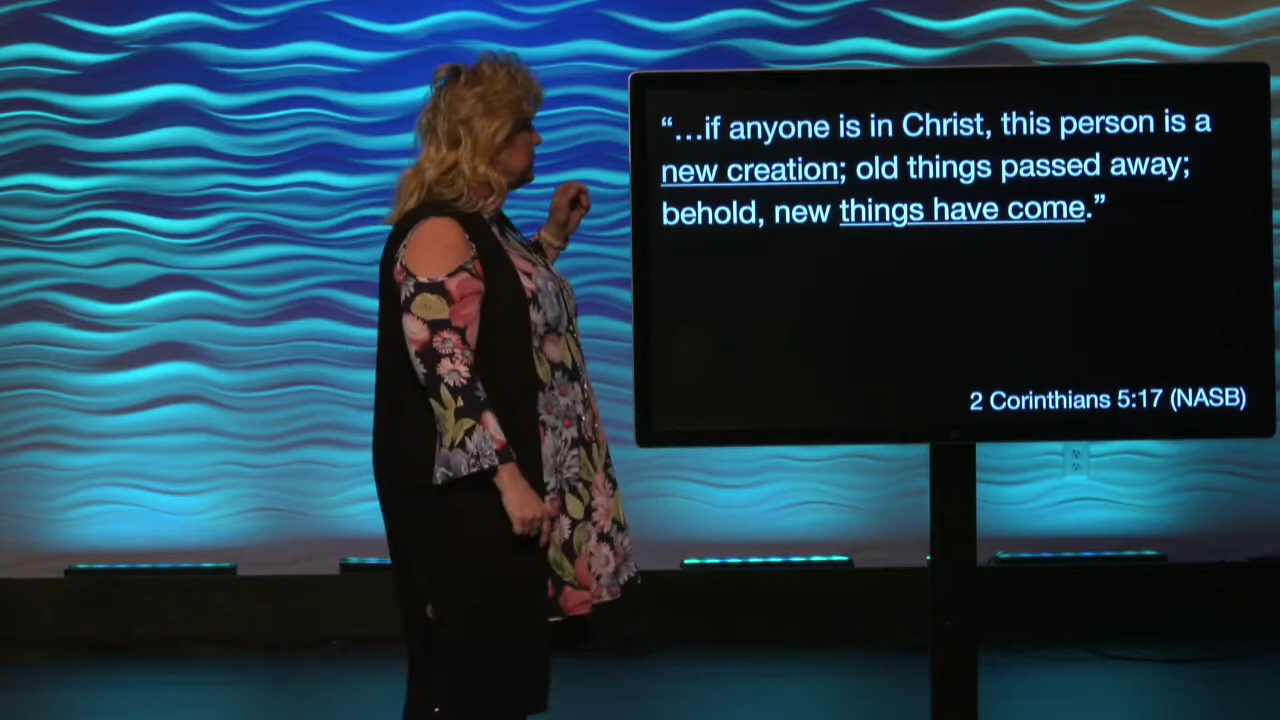 “…if anyone is in Christ, this person is a
new creation; old things passed away;
behold, new things have come.”
2 Corinthians 5:17 (NASB)